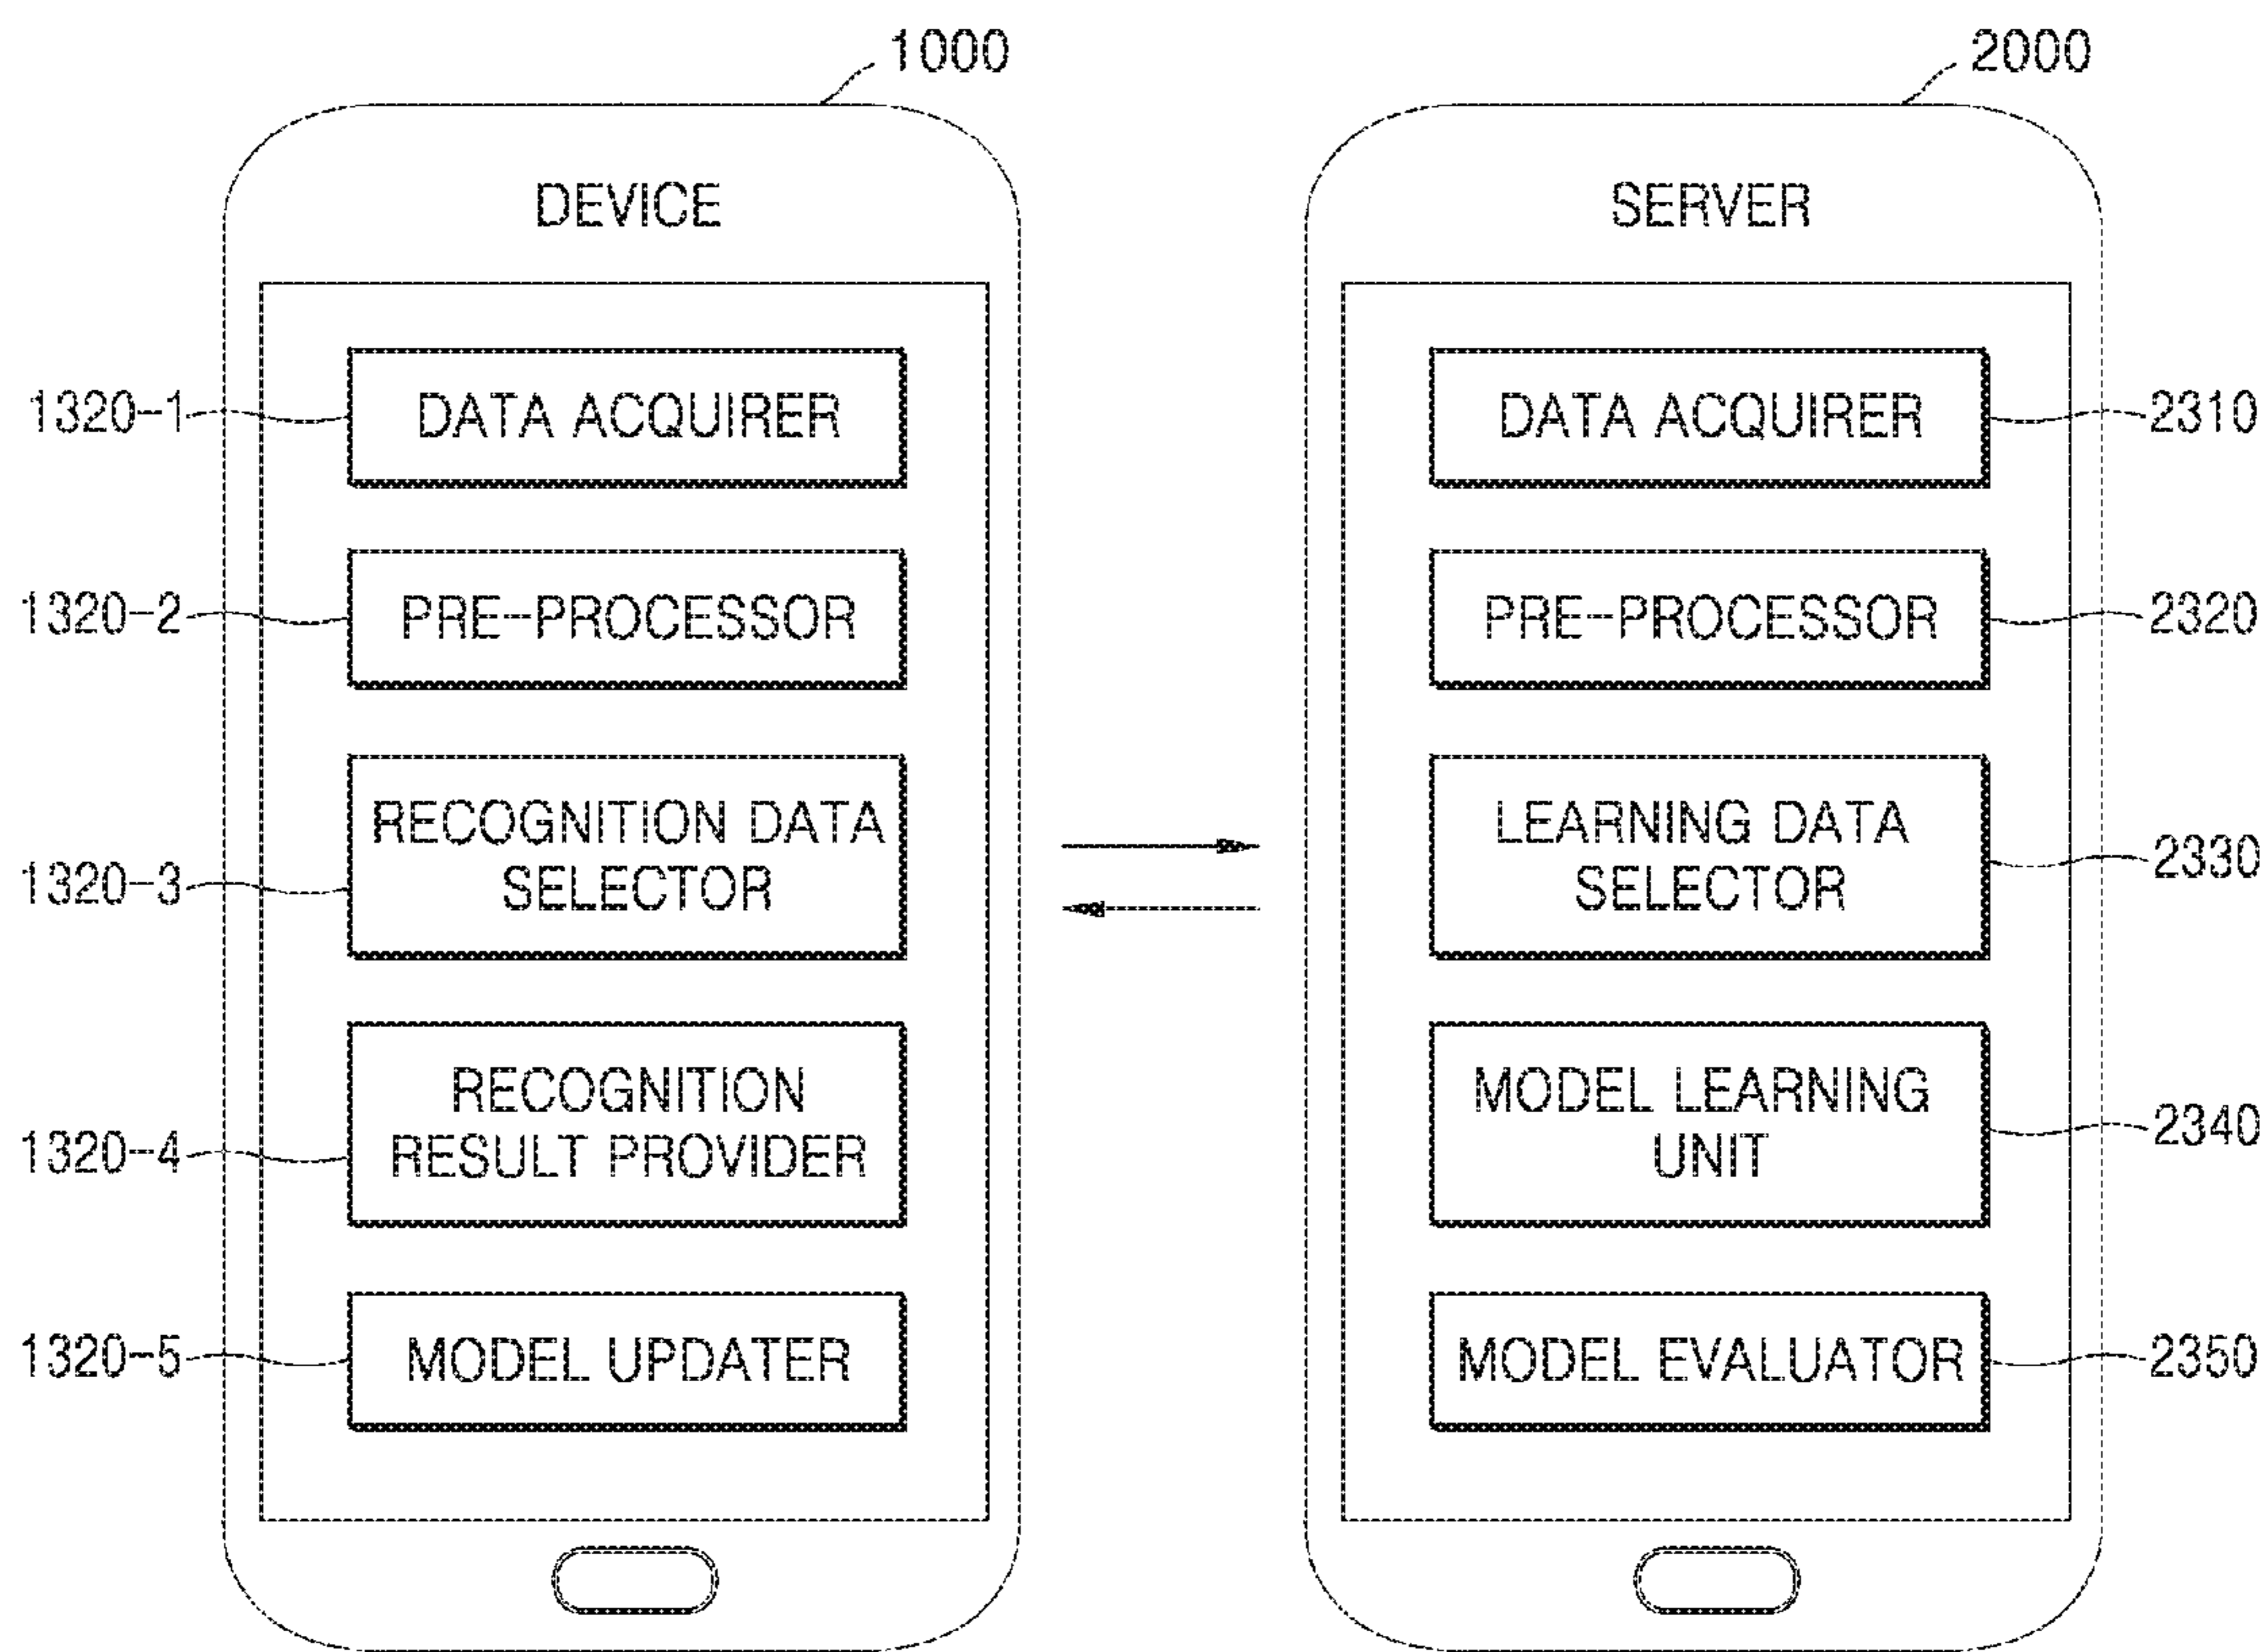 1000
DEVICE
1320-1
DATA ACQUIRER
1320-2
PRE-PROCESSOR
1320-3
RECOGNITION DATA
SELECTOR
1320-4
RECOGNITION
RESULT PROVIDER
1320-5
MODEL UPDATER
2000
SERVER
DATA ACQUIRER
2310
PRE-PROCESSOR
2320
LEARNING DATA
SELECTOR
2330
MODEL LEARNING
UNIT
2340
MODEL EVALUATOR
2350